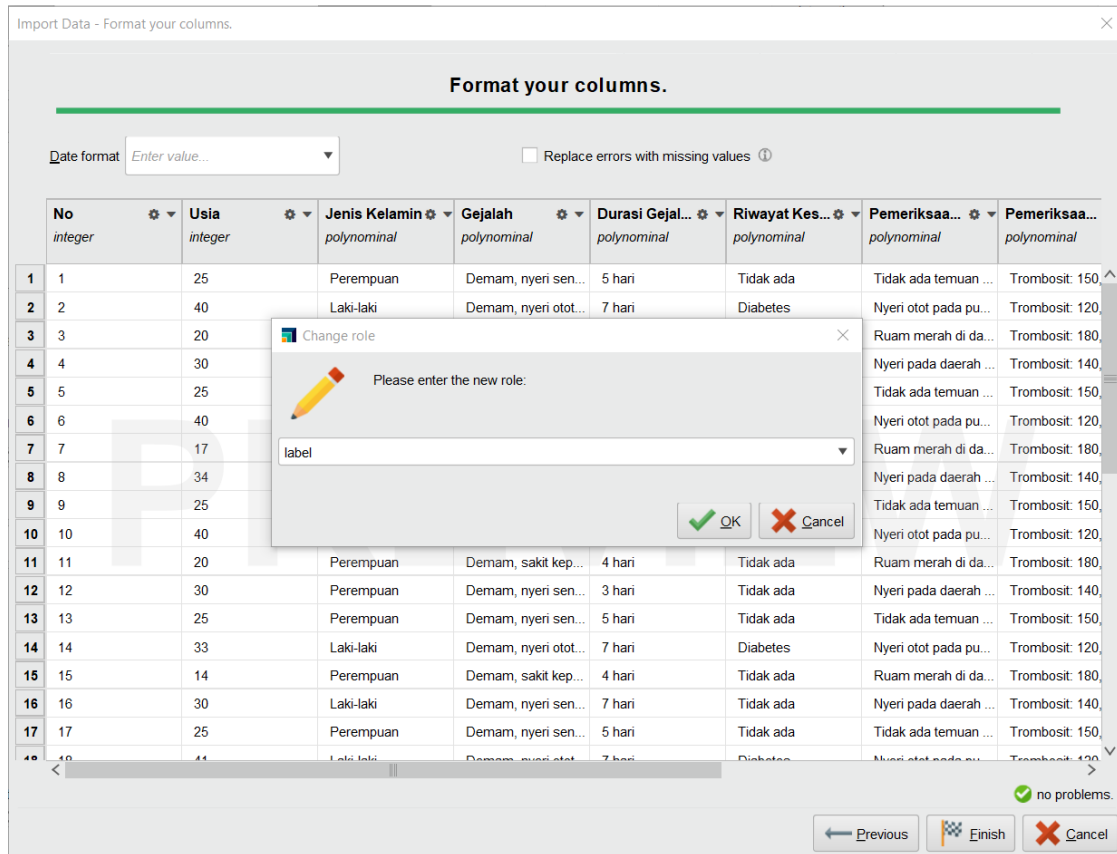 Import Data - Format your columns.
Format your columns.
Date format Enter value... Replace errors with missing values
No Usia Jenis Kelamin Gejalah Durasi Gejal... Riwayat Kes... Pemeriksaa... Pemeriksaa...
integer integer polynominal polynominal polynominal polynominal polynominal polynominal
1 1 25 Perempuan Demam, nyeri sen... 5 hari Tidak ada Tidak ada temuan ... Trombosit: 150,
2 2 40 Laki-laki Demam, nyeri otot... 7 hari Diabetes Nyeri otot pada pu... Trombosit: 120,
3 3 20 Ruam merah di da... Trombosit: 180,
4 4 30 Nyeri pada daerah ... Trombosit: 140,
5 5 25 Tidak ada temuan ... Trombosit: 150,
6 6 40 Nyeri otot pada pu... Trombosit: 120,
7 7 17 Ruam merah di da... Trombosit: 180,
8 8 34 Nyeri pada daerah ... Trombosit: 140,
9 9 25 Tidak ada temuan ... Trombosit: 150,
10 10 40 Nyeri otot pada pu... Trombosit: 120,
Change role
Please enter the new role:
label
OK Cancel
11 11 20 Perempuan Demam, sakit kep... 4 hari Tidak ada Ruam merah di da... Trombosit: 180,
12 12 30 Perempuan Demam, nyeri sen... 3 hari Tidak ada Nyeri pada daerah ... Trombosit: 140,
13 13 25 Perempuan Demam, nyeri sen... 5 hari Tidak ada Tidak ada temuan ... Trombosit: 150,
14 14 33 Laki-laki Demam, nyeri otot... 7 hari Diabetes Nyeri otot pada pu... Trombosit: 120,
15 15 14 Perempuan Demam, sakit kep... 4 hari Tidak ada Ruam merah di da... Trombosit: 180,
16 16 30 Laki-laki Demam, nyeri sen... 7 hari Tidak ada Nyeri pada daerah ... Trombosit: 140,
17 17 25 Perempuan Demam, nyeri sen... 5 hari Tidak ada Tidak ada temuan ... Trombosit: 150,
no problems.
Previous Finish Cancel